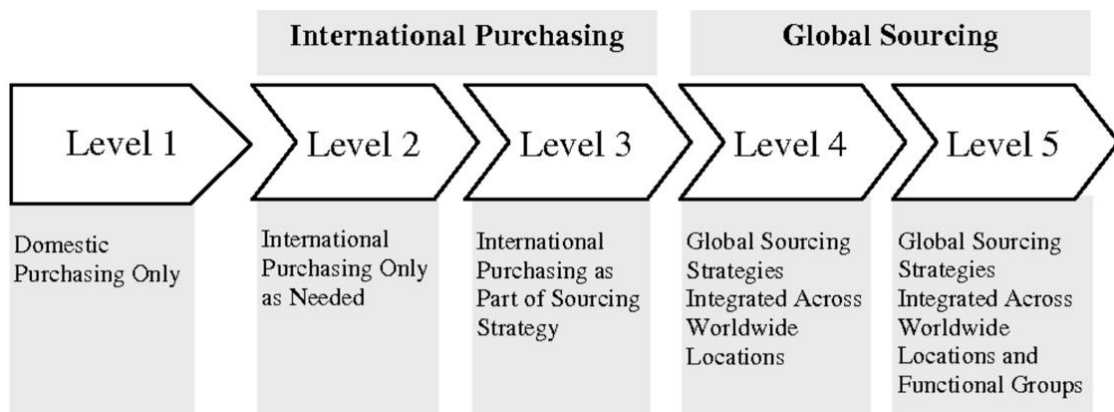 International Purchasing
Global Sourcing
Level 1
Level 2
Level 3
Level 4
Level 5
Domestic
Purchasing Only
International
Purchasing Only
as Needed
International
Purchasing as
Part of Sourcing
Strategy
Global Sourcing
Strategies
Integrated Across
Worldwide
Locations
Global Sourcing
Strategies
Integrated Across
Worldwide
Locations and
Functional Groups